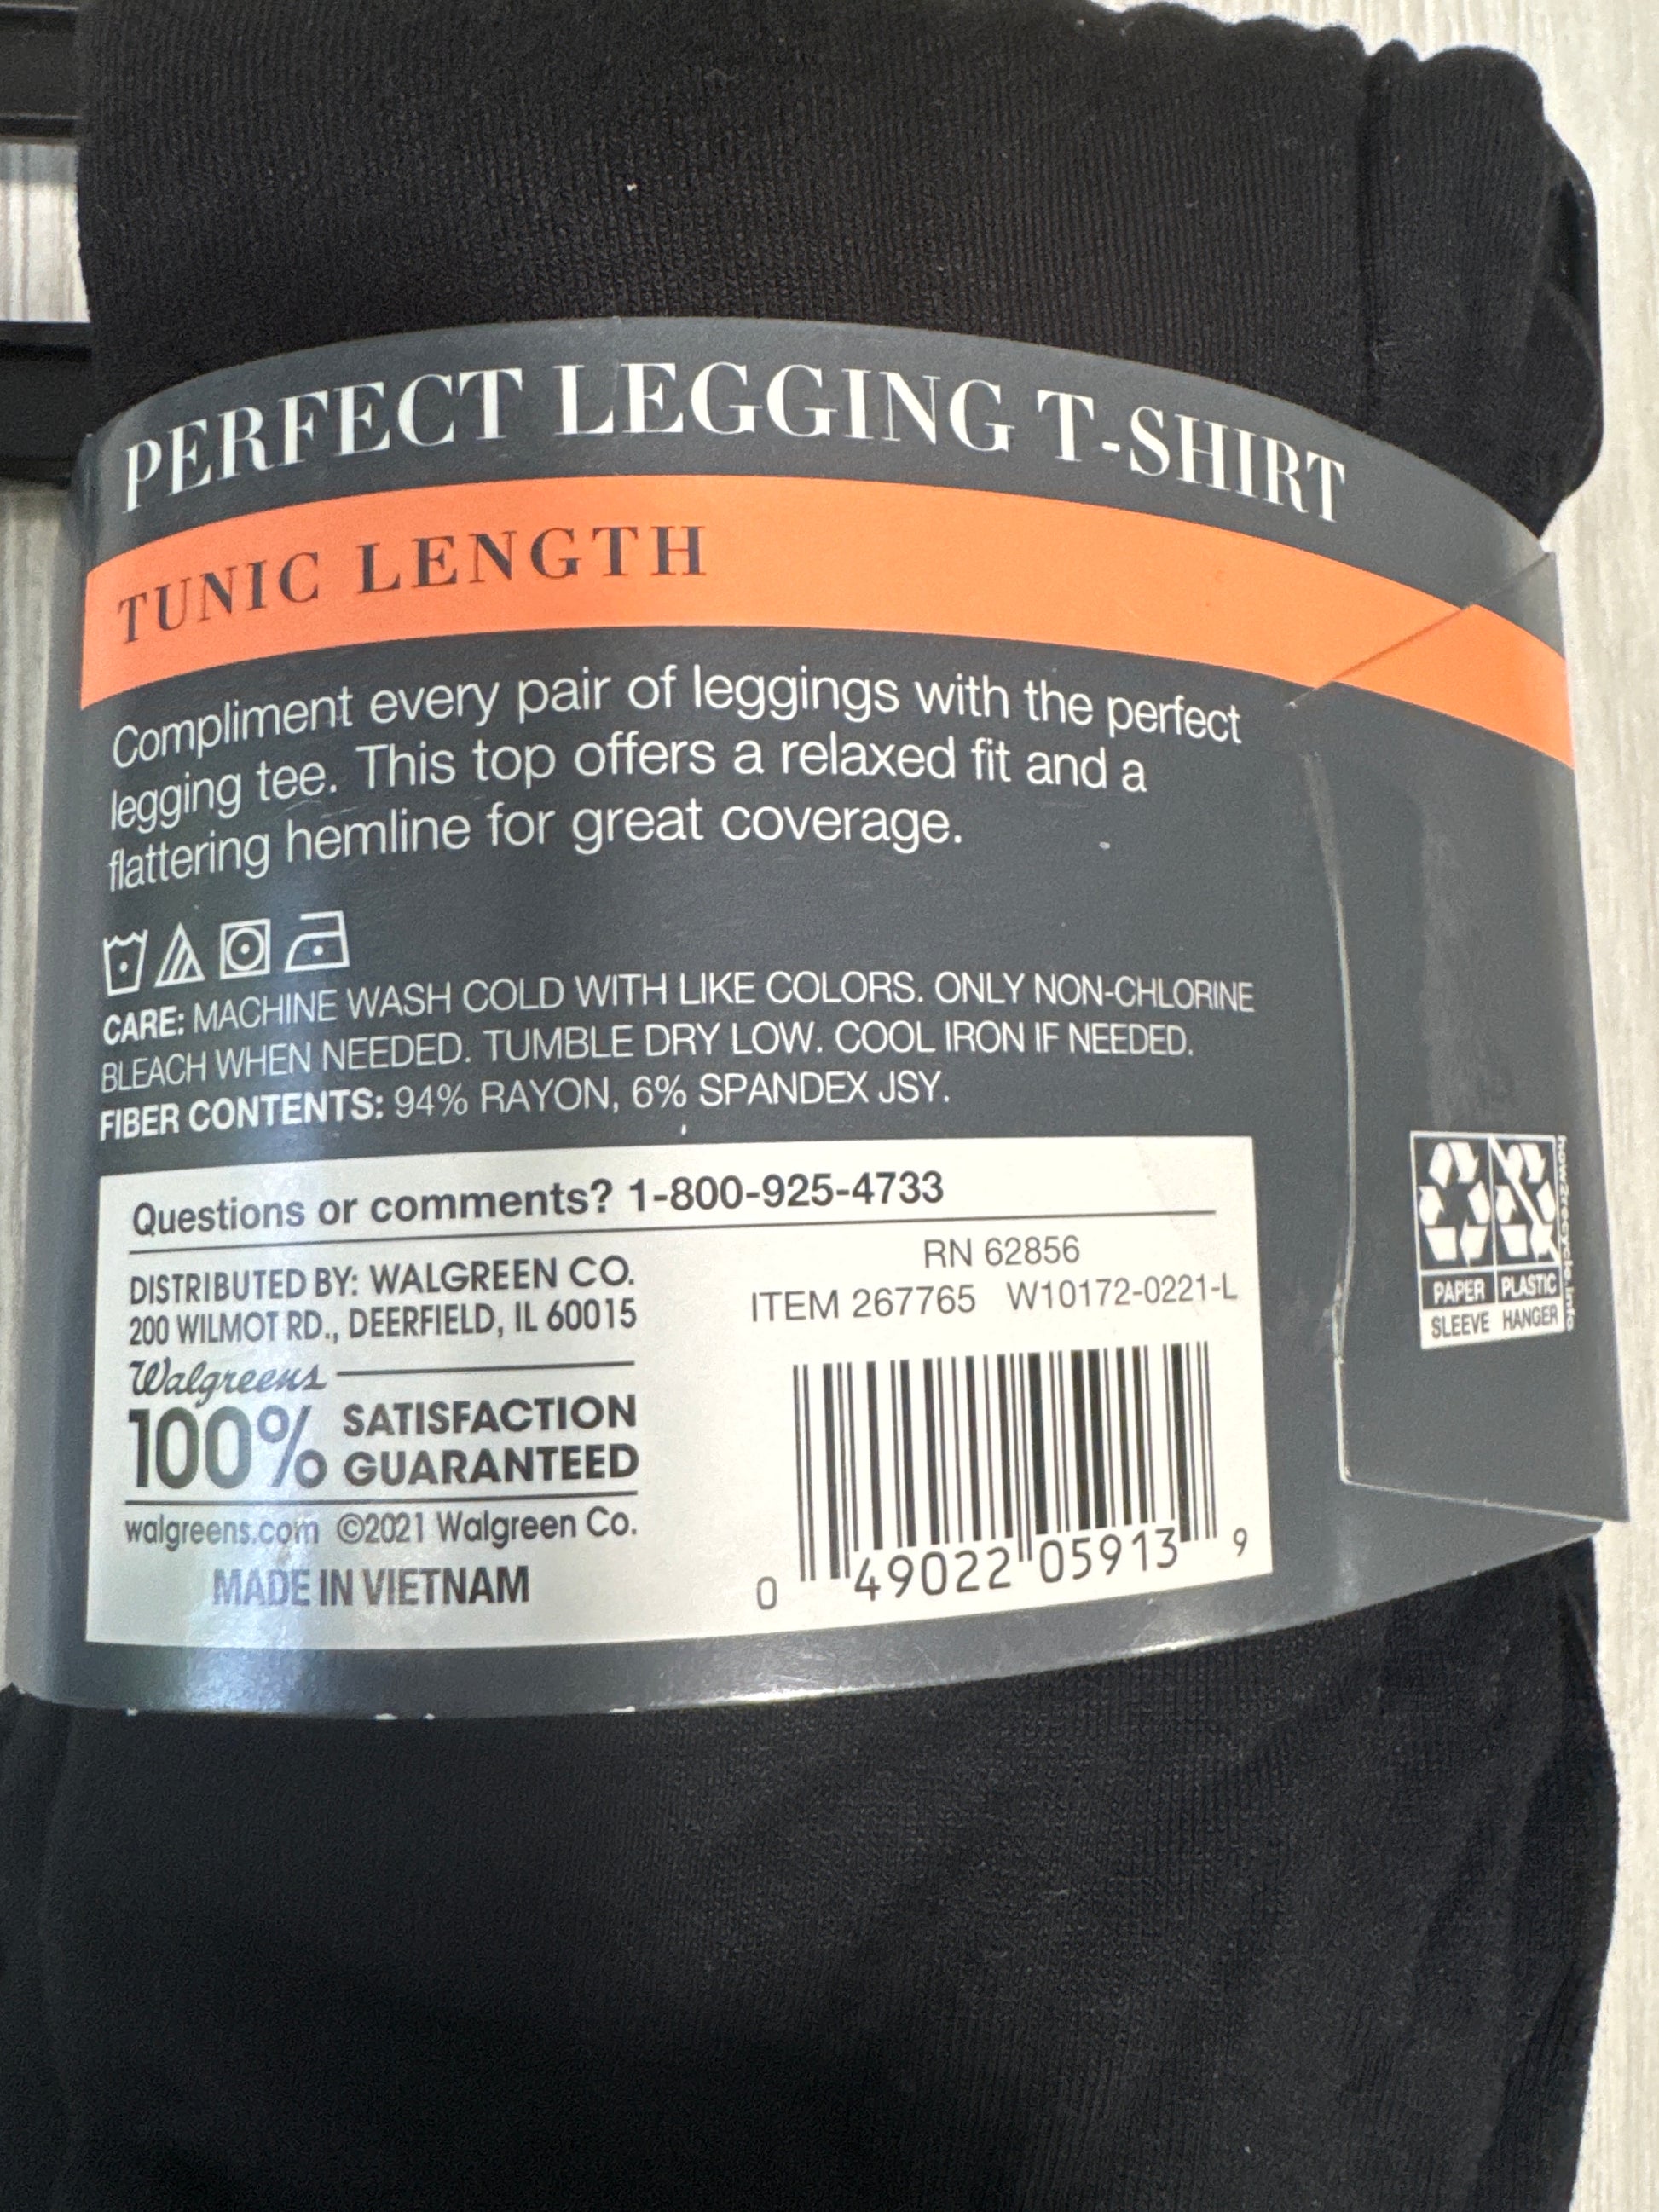 PERFECT LEGGING T-SHIRT
TUNIC LENGTH
Compliment every pair of leggings with the perfect
legging tee. This top offers a relaxed fit and a
flattering hemline for great coverage.
CARE: MACHINE WASH COLD WITH LIKE COLORS. ONLY NON-CHLORINE
BLEACH WHEN NEEDED. TUMBLE DRY LOW. COOL IRON IF NEEDED.
FIBER CONTENTS: 94% RAYON, 6% SPANDEX JSY.
Questions or comments? 1-800-925-4733
DISTRIBUTED BY: WALGREEN CO.
200 WILMOT RD., DEERFIELD, IL 60015
Walgreens
100% SATISFACTION
GUARANTEED
walgreens.com ©2021 Walgreen Co.
MADE IN VIETNAM
RN 62856
ITEM 267765 W10172-0221-L
0 49022 05913 9
PAPER PLASTIC
SLEEVE HANGER
how2recycle.info